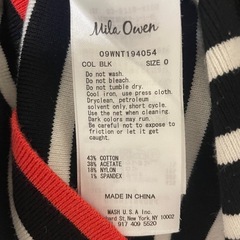 Mila Owen
09WNT194054
COL BLK SIZE 0
Do not wash.
Do not bleach.
Do not tumble dry.
Cool iron, use press cloth.
Dryclean, petroleum
solvent only, short cycle.
Use the net when cleaning
Dark colors may run.
Be careful not to expose to
friction or let it get
caught.
43% COTTON
38% ACETATE
18% NYLON
1% SPANDEX
MADE IN CHINA
MASH U.S.A Inc.
ard St, New York, NY 10002
917 409 5520